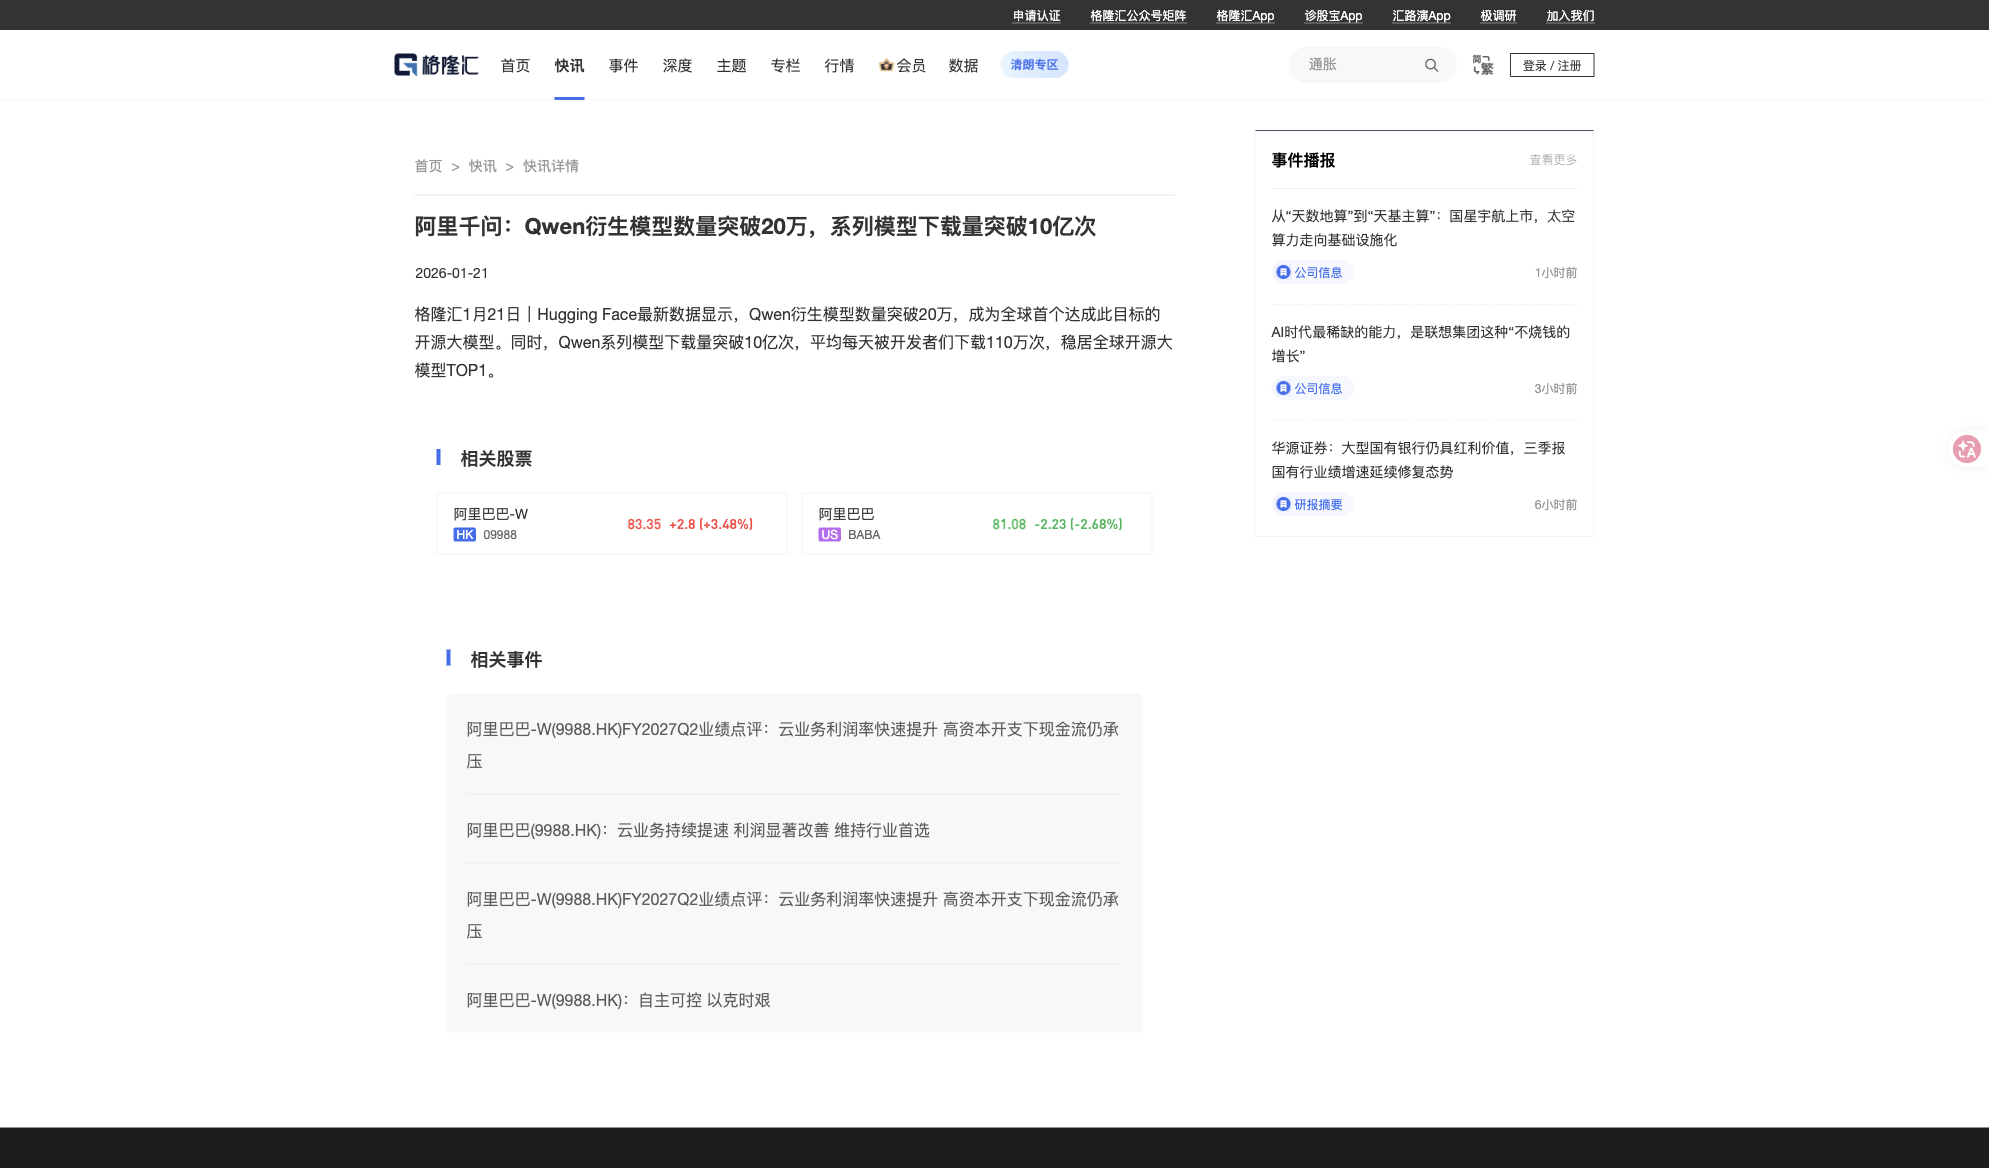 申请认证 格隆汇公众号矩阵 格隆汇App 诊股宝App 汇路演App 极调研 加入我们
格隆汇 首页 快讯 事件 深度 主题 专栏 行情 会员 数据 清朗专区 通胀 简繁 登录 / 注册
首页 > 快讯 > 快讯详情
阿里千问：Qwen衍生模型数量突破20万，系列模型下载量突破10亿次
2026-01-21
格隆汇1月21日｜Hugging Face最新数据显示，Qwen衍生模型数量突破20万，成为全球首个达成此目标的
开源大模型。同时，Qwen系列模型下载量突破10亿次，平均每天被开发者们下载110万次，稳居全球开源大
模型TOP1。
相关股票
阿里巴巴-W
HK 09988
83.35 +2.8 (+3.48%)
阿里巴巴
US BABA
81.08 -2.23 (-2.68%)
相关事件
阿里巴巴-W(9988.HK)FY2027Q2业绩点评：云业务利润率快速提升 高资本开支下现金流仍承
压
阿里巴巴(9988.HK)：云业务持续提速 利润显著改善 维持行业首选
阿里巴巴-W(9988.HK)FY2027Q2业绩点评：云业务利润率快速提升 高资本开支下现金流仍承
压
阿里巴巴-W(9988.HK)：自主可控 以克时艰
事件播报 查看更多
从“天数地算”到“天基主算”：国星宇航上市，太空
算力走向基础设施化
公司信息 1小时前
AI时代最稀缺的能力，是联想集团这种“不烧钱的
增长”
公司信息 3小时前
华源证券：大型国有银行仍具红利价值，三季报
国有行业绩增速延续修复态势
研报摘要 6小时前